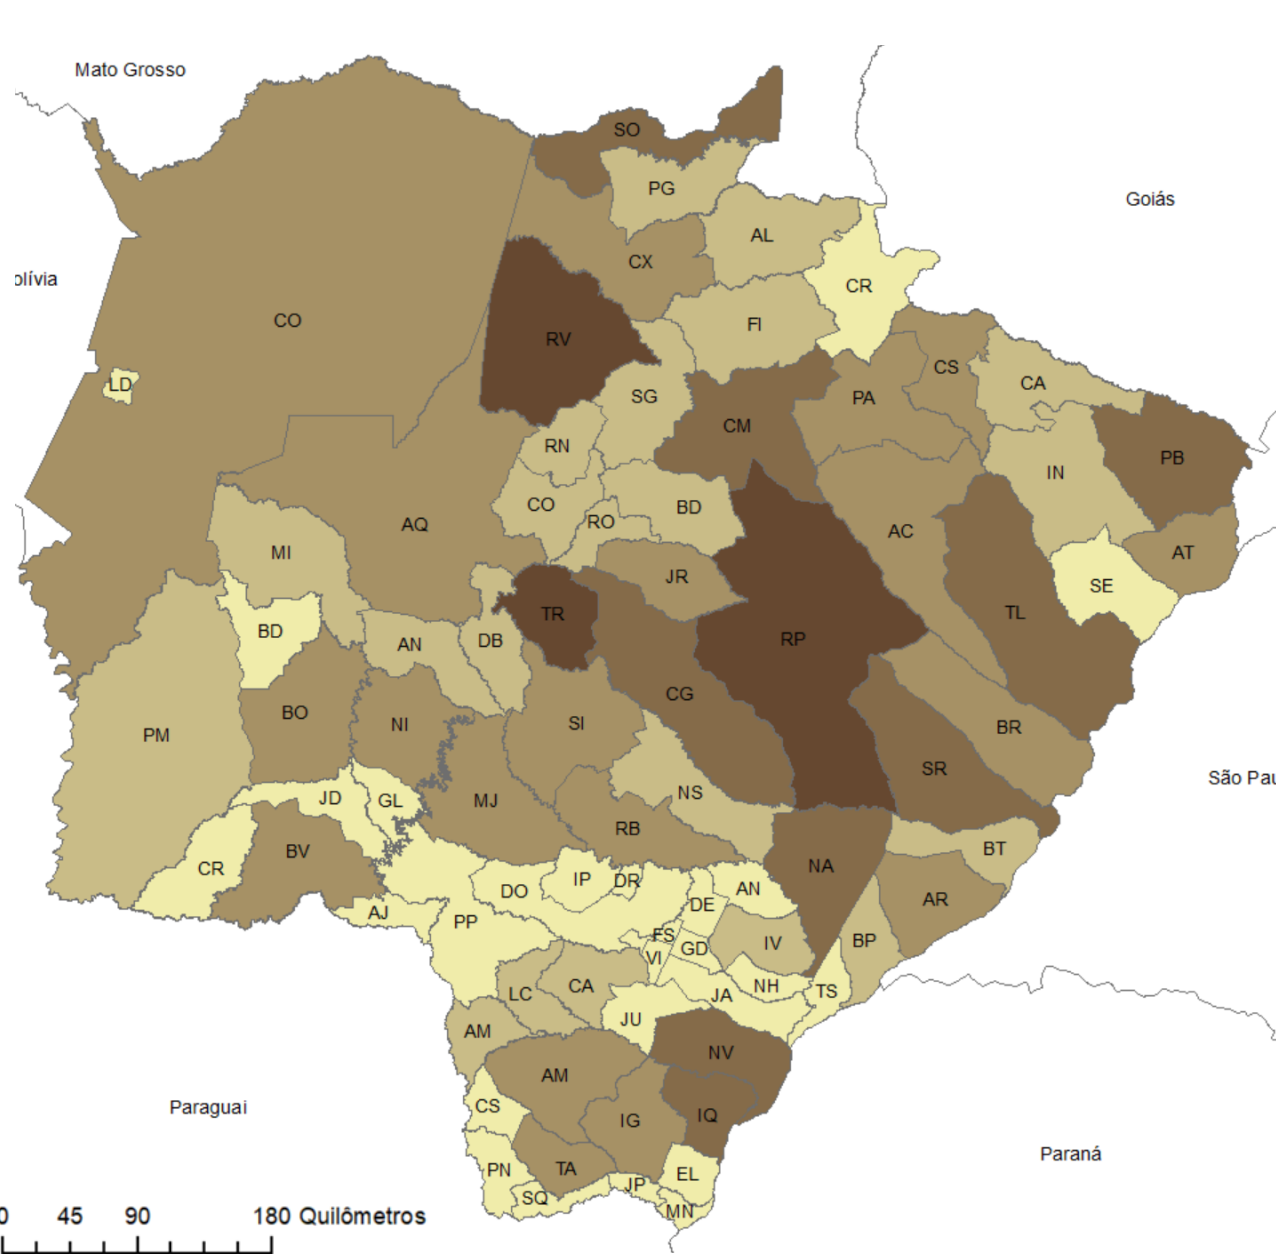 Mato Grosso
SO
PG
Goiás
AL
CX
olívia
CR
CO
FI
RV
LD
CS
CA
SG
PA
CM
RN
PB
IN
CO
BD
RO
AQ
AC
MI
AT
JR
SE
TR
TL
BD
RP
AN
DB
CG
BO
NI
SI
BR
PM
SR
São Pau
NS
JD
GL
MJ
RB
BV
BT
CR
NA
IP
DR
DO
AN
AR
DE
AJ
PP
FS
IV
BP
GD
VI
CA
NH
LC
JA
TS
JU
AM
NV
AM
Paraguai
CS
IQ
IG
Paraná
PN
TA
EL
JP
SQ
MN
0 45 90 180 Quilômetros